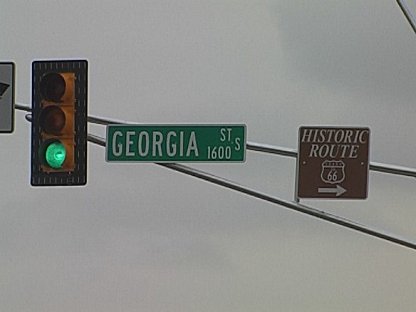 GEORGIA ST
1600 S
HISTORIC
ROUTE
66